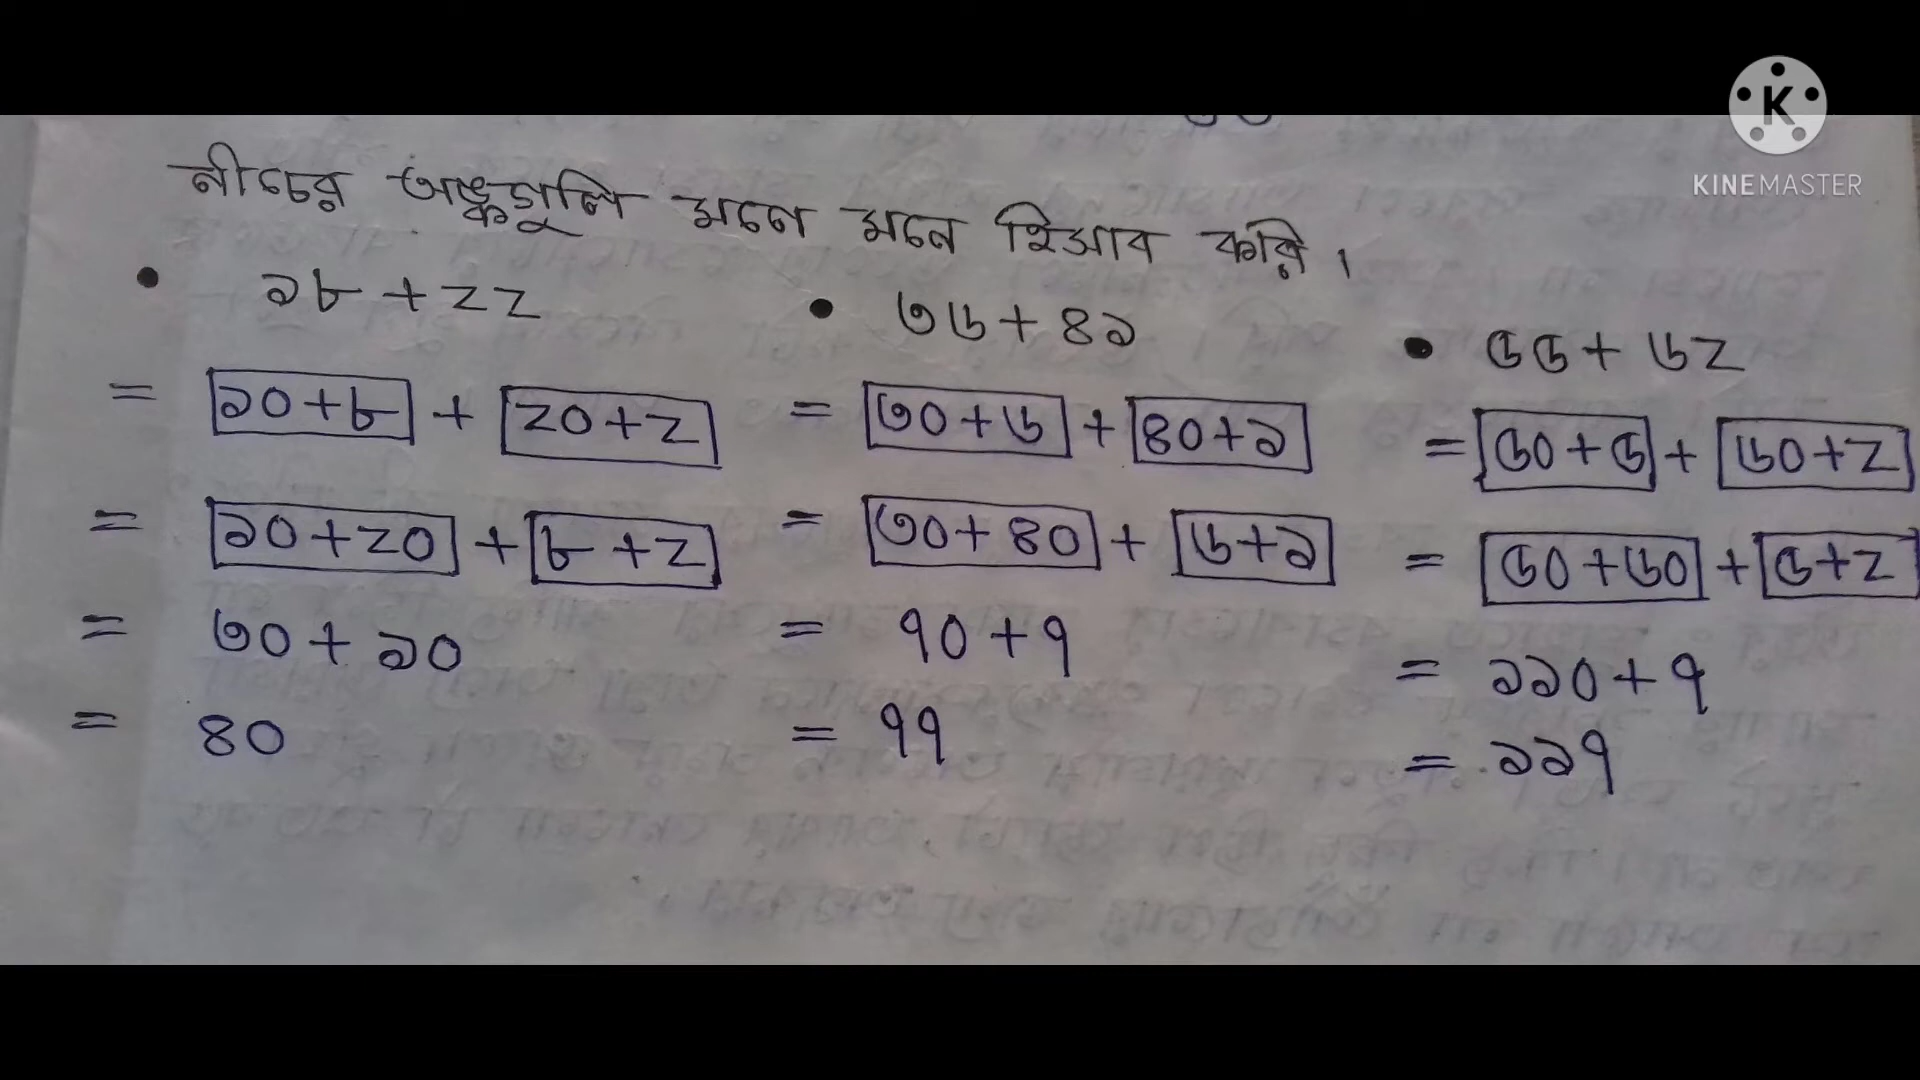 KINEMASTER
নীচের অঙ্কগুলি মনে মনে হিসাব করি।
• ১৮ + ২২
= ১০+৮ + ২০+২
= ১০+২০ + ৮+২
= ৩০ + ১০
= ৪০
• ৩৬ + ৪১
= ৩০+৬ + ৪০+১
= ৩০+৪০ + ৬+১
= ৭০ + ৭
= ৭৭
• ৫৫ + ৬২
= ৫০+৫ + ৬০+২
= ৫০+৬০ + ৫+২
= ১১০ + ৭
= ১১৭